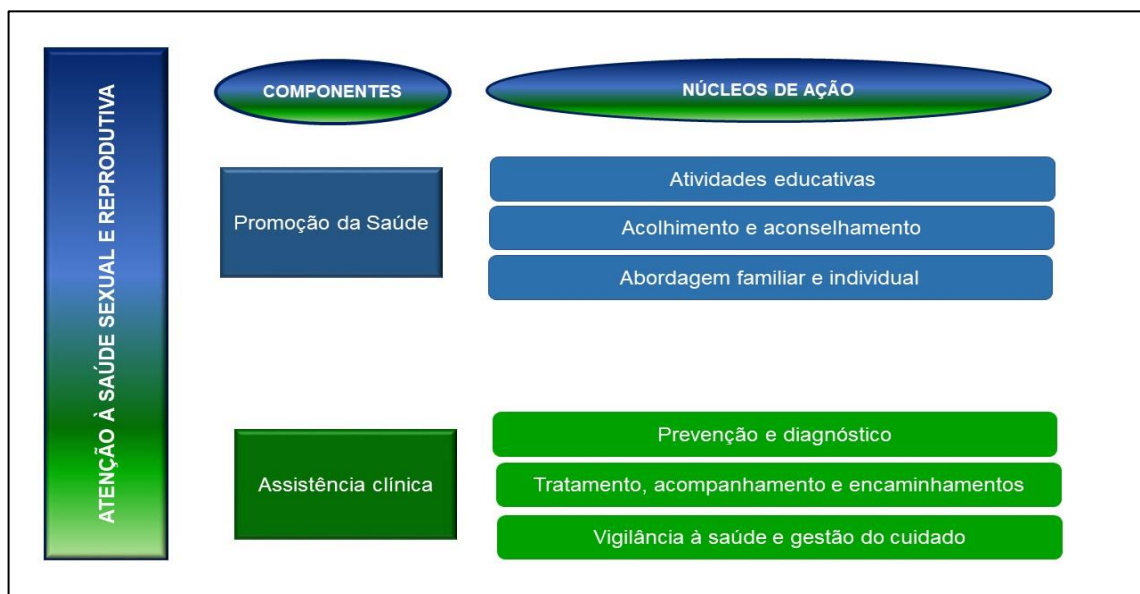 ATENÇÃO À SAÚDE SEXUAL E REPRODUTIVA
COMPONENTES
NÚCLEOS DE AÇÃO
Promoção da Saúde
Atividades educativas
Acolhimento e aconselhamento
Abordagem familiar e individual
Assistência clínica
Prevenção e diagnóstico
Tratamento, acompanhamento e encaminhamentos
Vigilância à saúde e gestão do cuidado